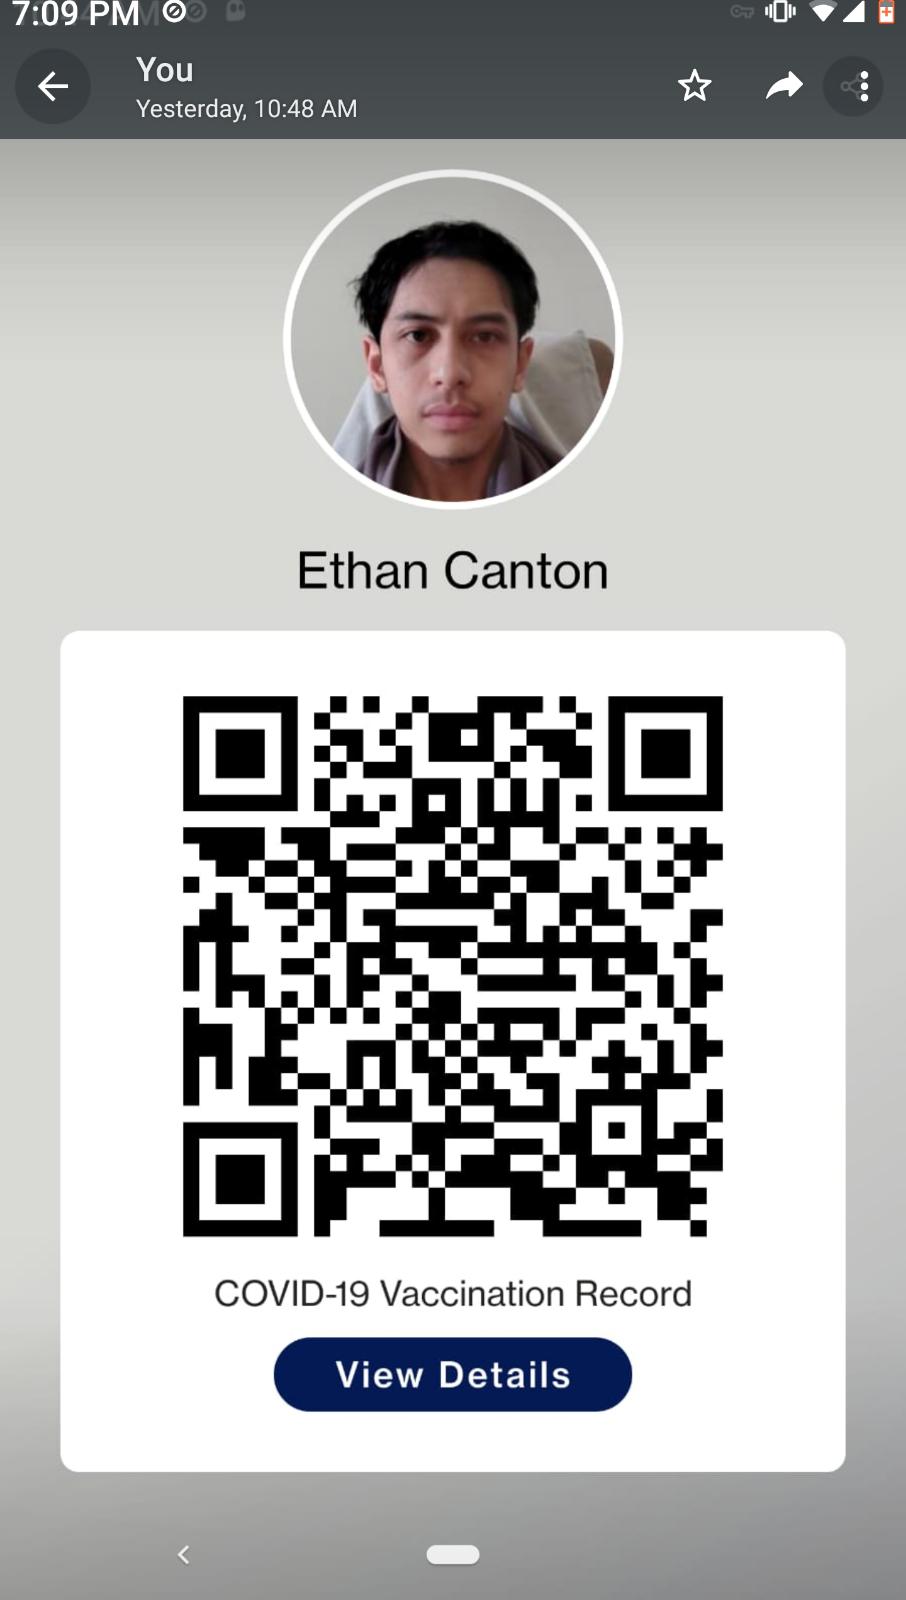 7:09 PM
You
Yesterday, 10:48 AM
Ethan Canton
COVID-19 Vaccination Record
View Details